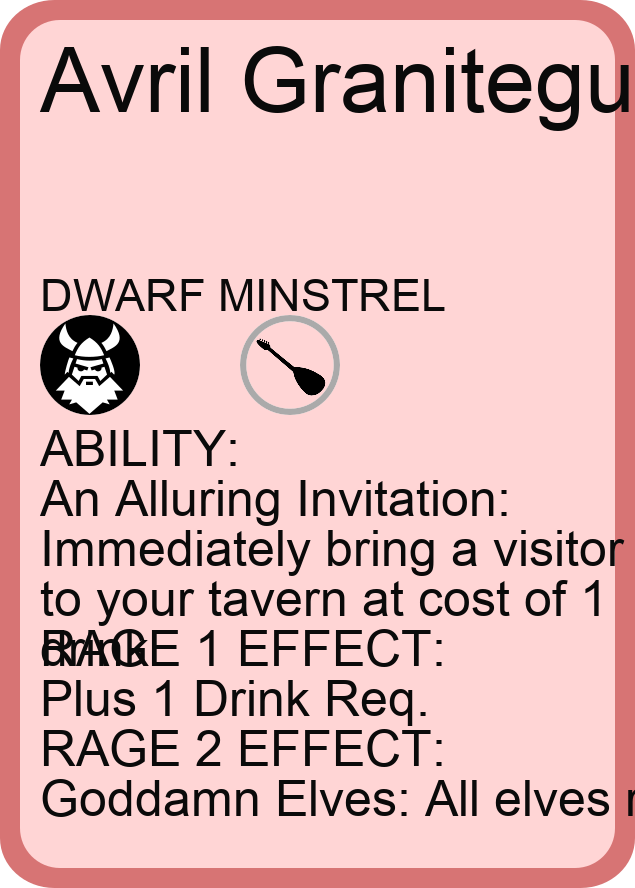 Avril Granitegu
DWARF MINSTREL
ABILITY:
An Alluring Invitation:
Immediately bring a visitor
to your tavern at cost of 1
drink
RAGE 1 EFFECT:
Plus 1 Drink Req.
RAGE 2 EFFECT:
Goddamn Elves: All elves